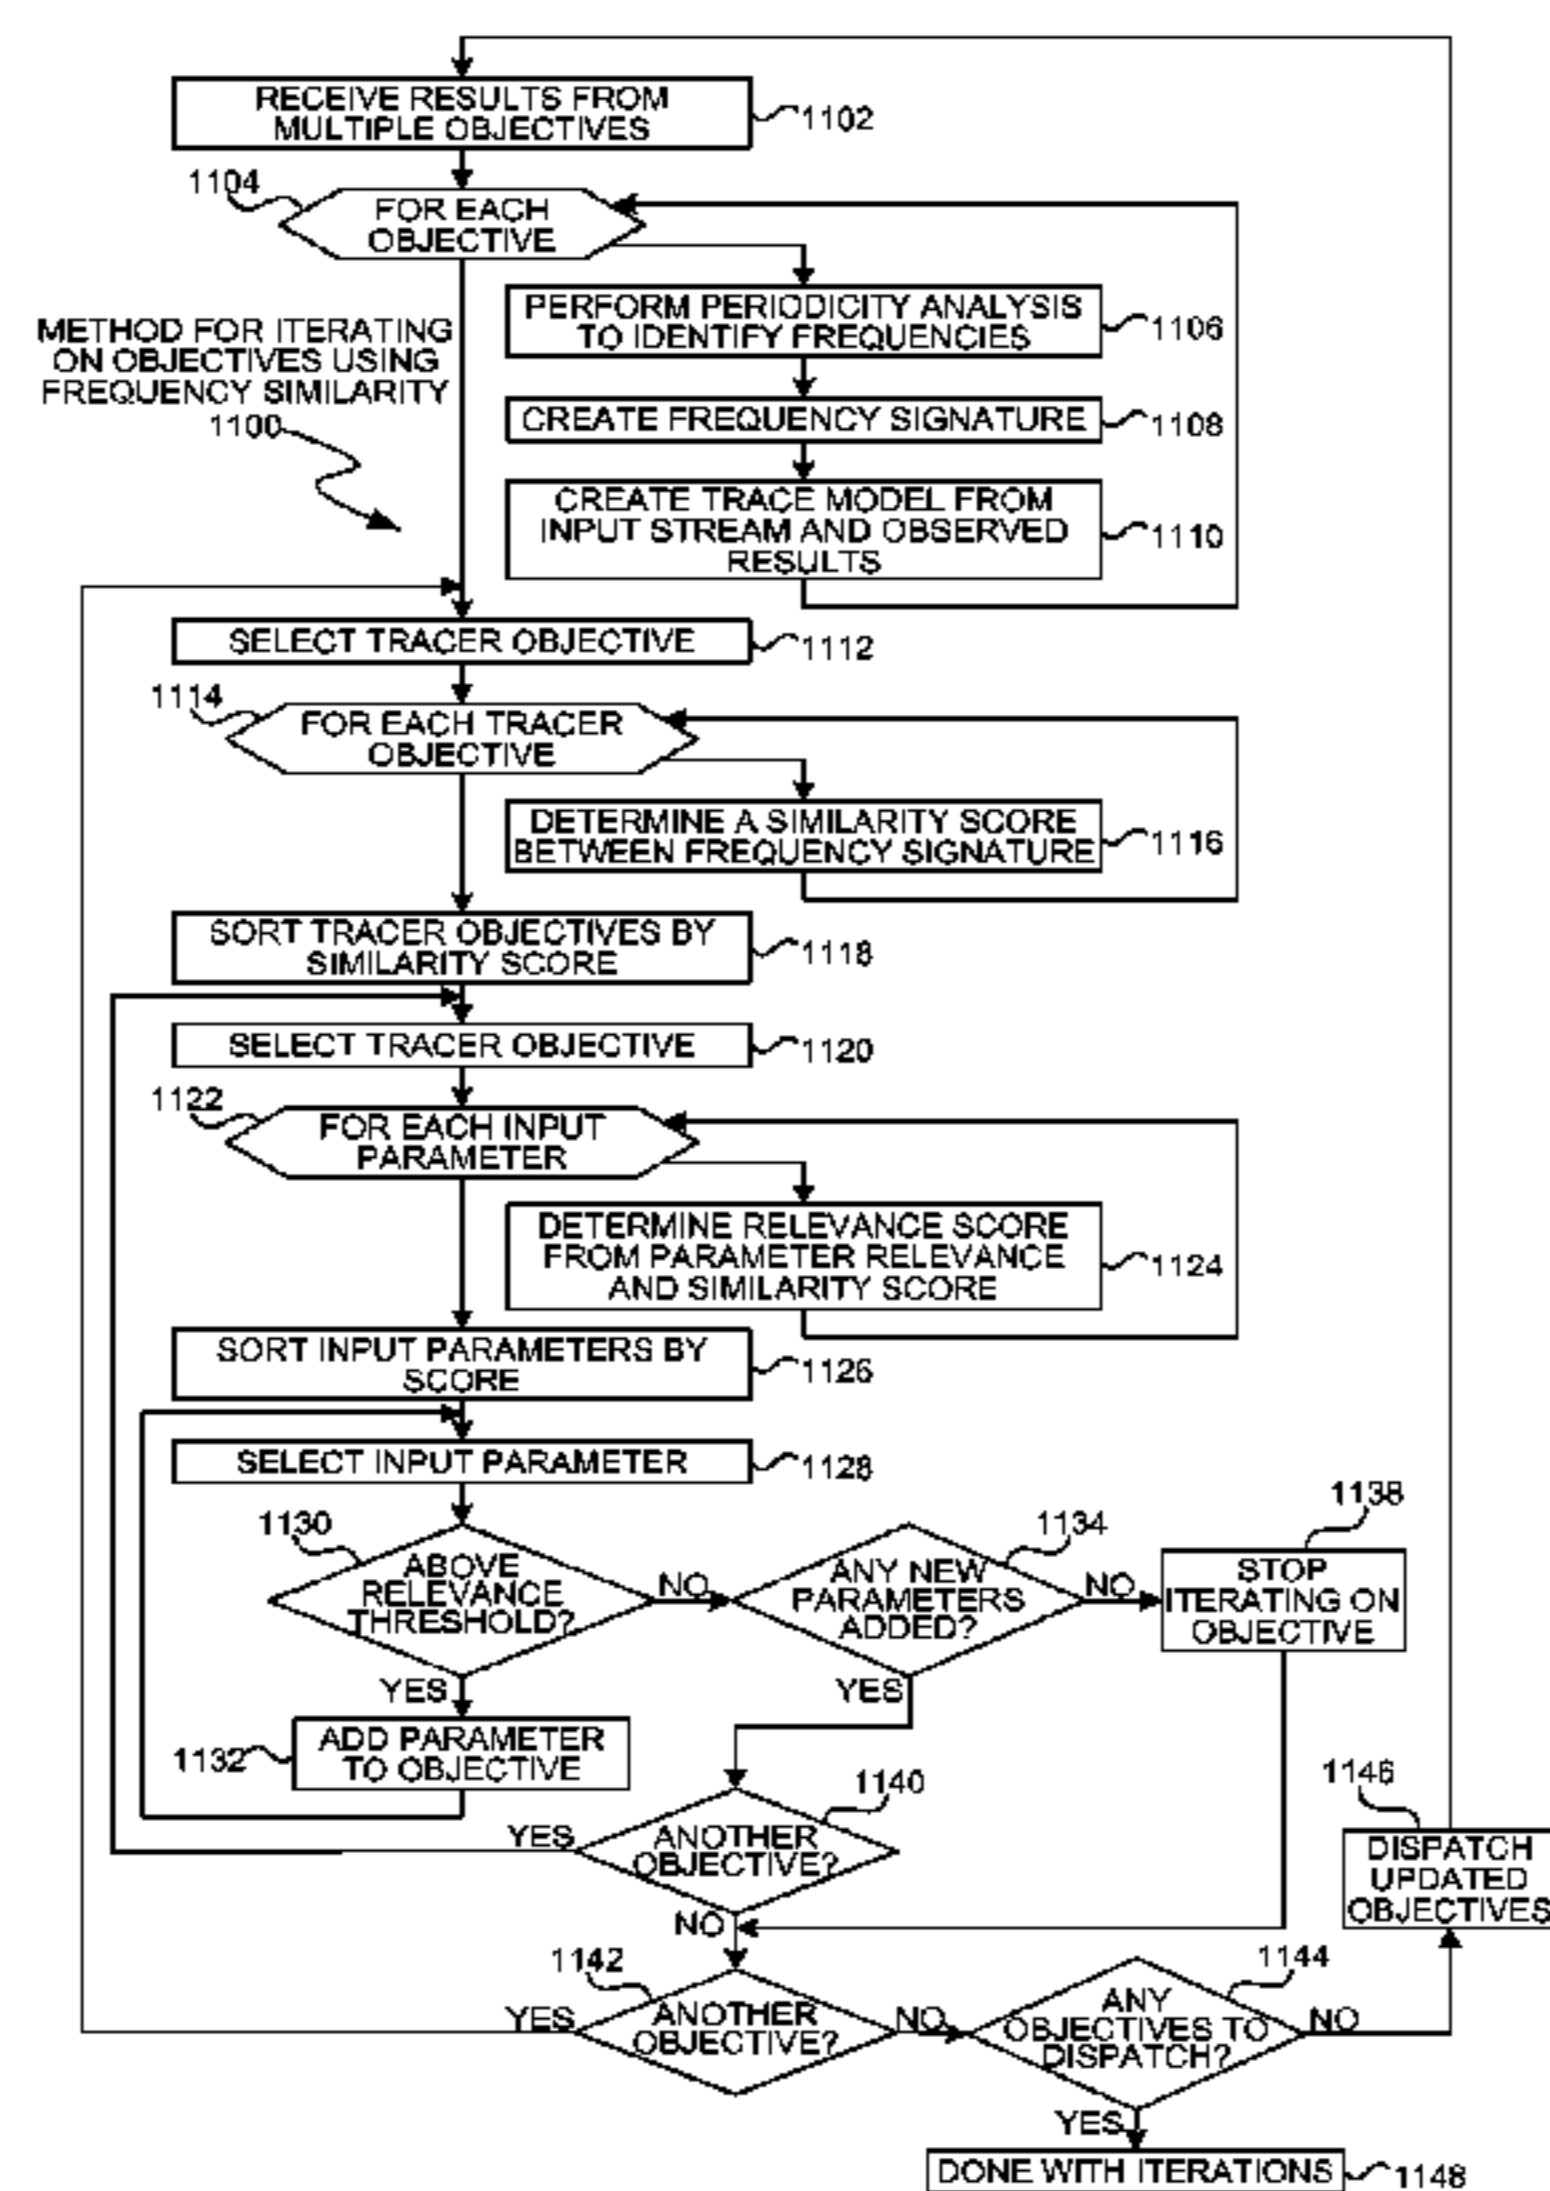 RECEIVE RESULTS FROM
MULTIPLE OBJECTIVES
1102
1104
FOR EACH
OBJECTIVE
PERFORM PERIODICITY ANALYSIS
TO IDENTIFY FREQUENCIES
1106
METHOD FOR ITERATING
ON OBJECTIVES USING
FREQUENCY SIMILARITY
1100
CREATE FREQUENCY SIGNATURE
1108
CREATE TRACE MODEL FROM
INPUT STREAM AND OBSERVED
RESULTS
1110
SELECT TRACER OBJECTIVE
1112
1114
FOR EACH TRACER
OBJECTIVE
DETERMINE A SIMILARITY SCORE
BETWEEN FREQUENCY SIGNATURE
1116
SORT TRACER OBJECTIVES BY
SIMILARITY SCORE
1118
SELECT TRACER OBJECTIVE
1120
1122
FOR EACH INPUT
PARAMETER
DETERMINE RELEVANCE SCORE
FROM PARAMETER RELEVANCE
AND SIMILARITY SCORE
1124
SORT INPUT PARAMETERS BY
SCORE
1126
SELECT INPUT PARAMETER
1128
1130
ABOVE
RELEVANCE
THRESHOLD?
NO
YES
1134
ANY NEW
PARAMETERS
ADDED?
NO
YES
1138
STOP
ITERATING ON
OBJECTIVE
1132
ADD PARAMETER
TO OBJECTIVE
1140
ANOTHER
OBJECTIVE?
YES
NO
1146
DISPATCH
UPDATED
OBJECTIVES
1142
ANOTHER
OBJECTIVE?
YES
NO
1144
ANY
OBJECTIVES TO
DISPATCH?
NO
YES
DONE WITH ITERATIONS
1148